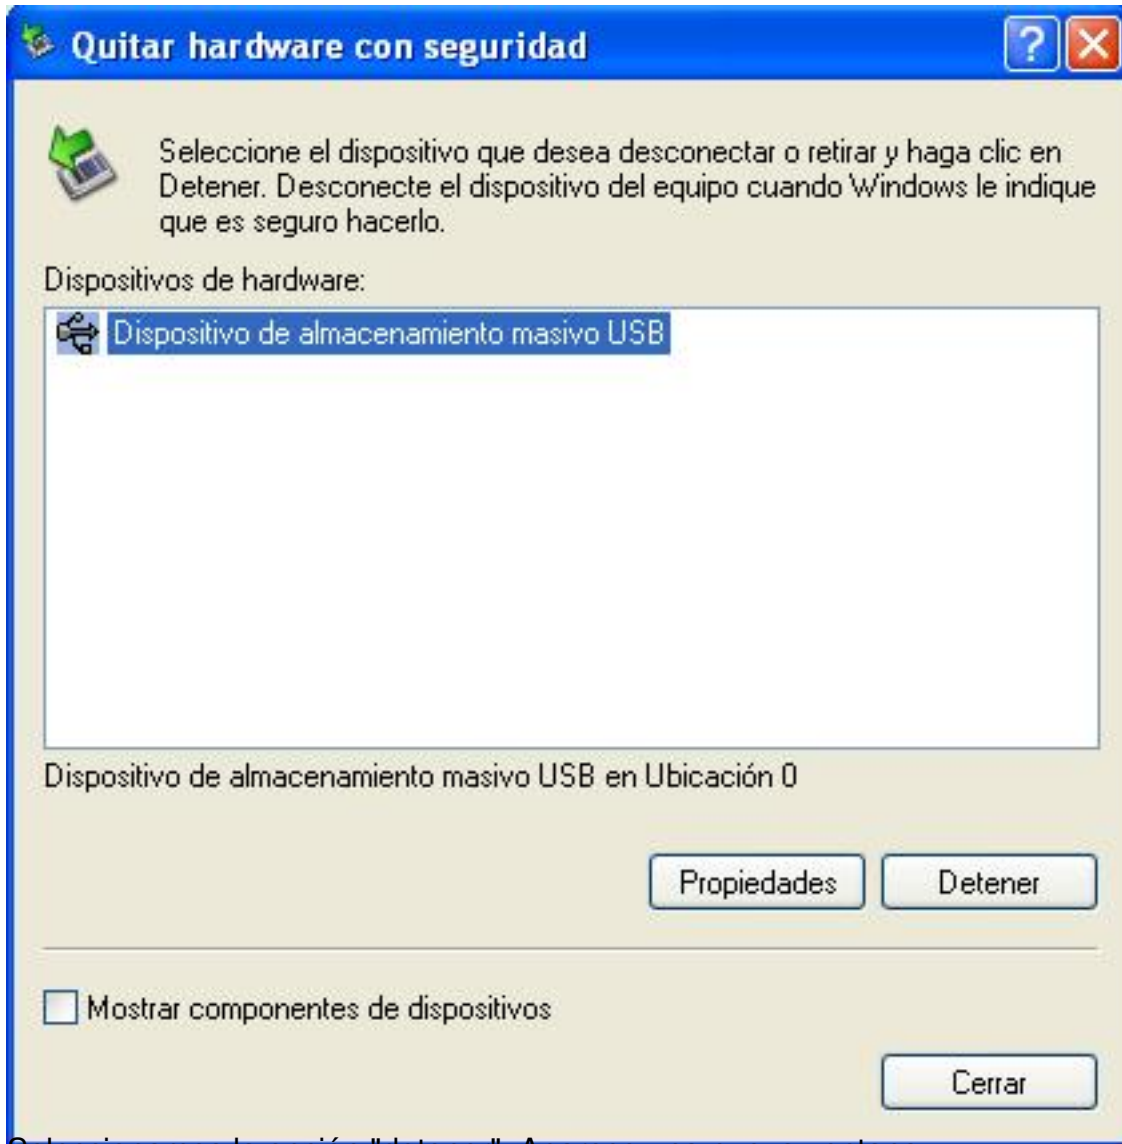 Quitar hardware con seguridad
Seleccione el dispositivo que desea desconectar o retirar y haga clic en
Detener. Desconecte el dispositivo del equipo cuando Windows le indique
que es seguro hacerlo.
Dispositivos de hardware:
Dispositivo de almacenamiento masivo USB
Dispositivo de almacenamiento masivo USB en Ubicación 0
Propiedades
Detener
Mostrar componentes de dispositivos
Cerrar